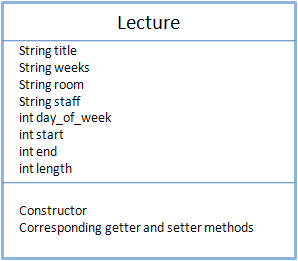 Lecture
String title
String weeks
String room
String staff
int day_of_week
int start
int end
int length
Constructor
Corresponding getter and setter methods